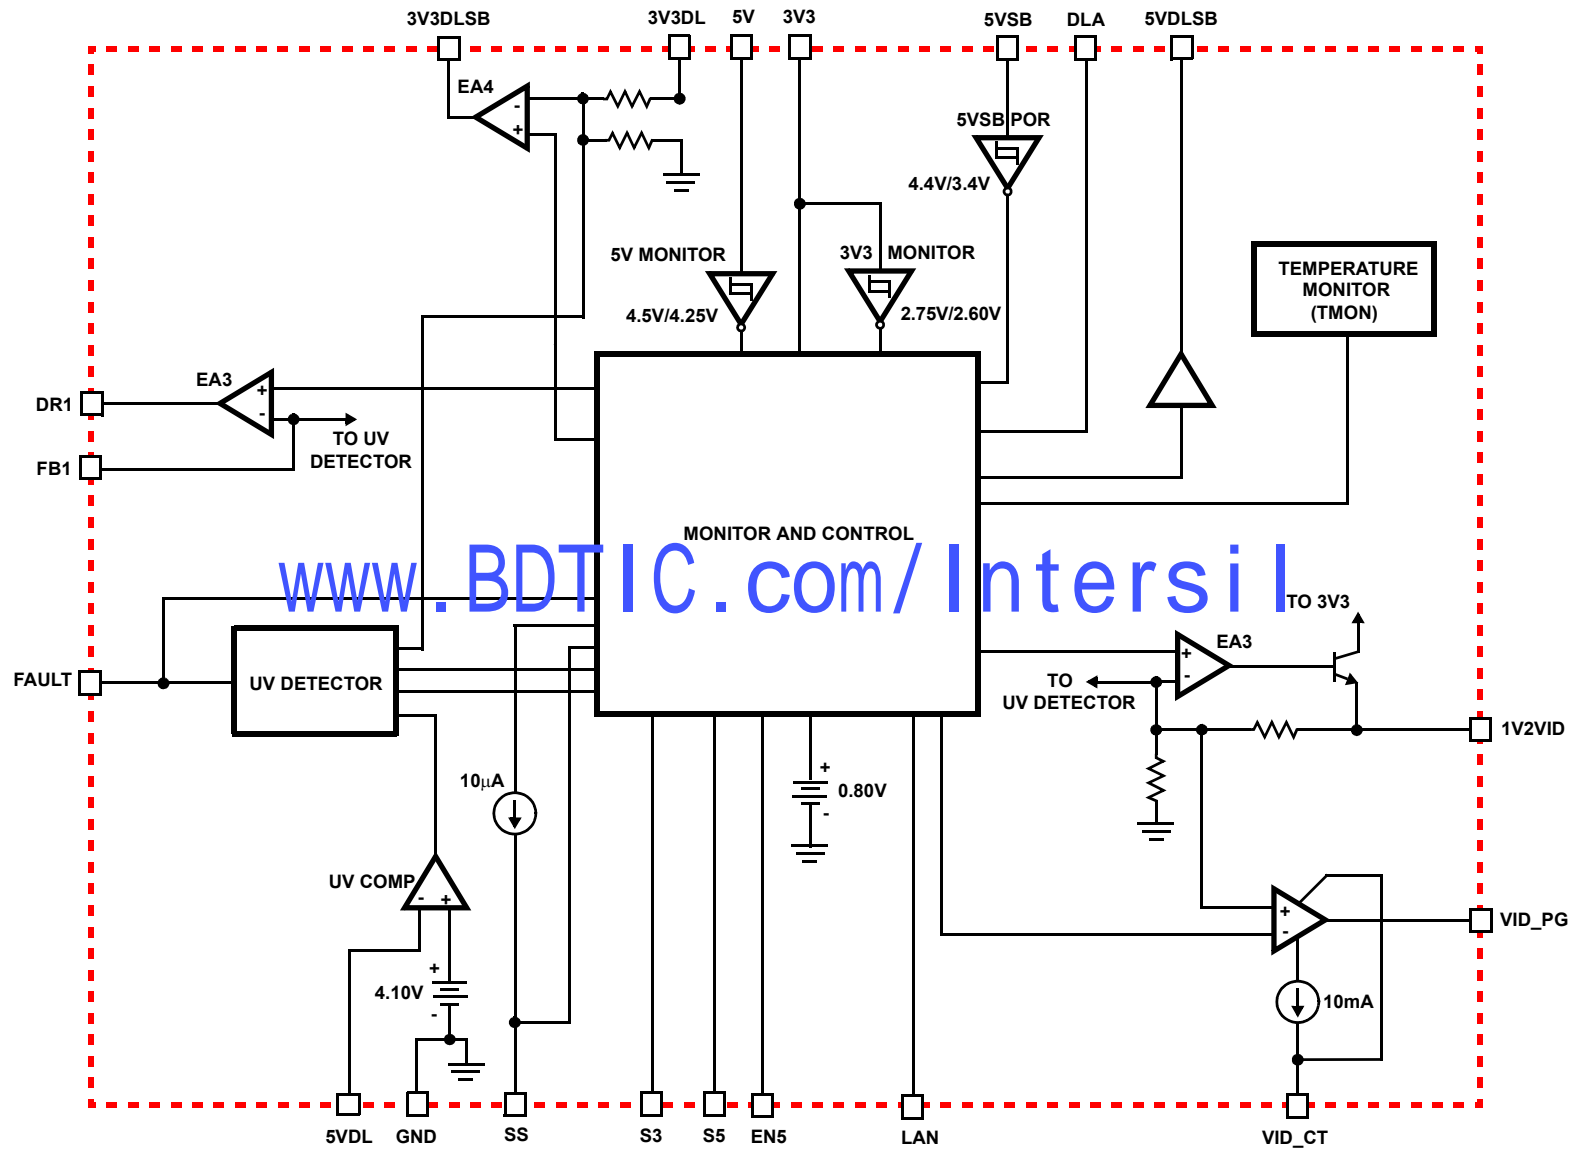 3V3DLSB
3V3DL
5V
3V3
5VSB
DLA
5VDLSB
EA4
-
+
5VSB POR
4.4V/3.4V
5V MONITOR
4.5V/4.25V
3V3 MONITOR
2.75V/2.60V
TEMPERATURE
MONITOR
(TMON)
EA3
+
-
DR1
FB1
TO UV
DETECTOR
MONITOR AND CONTROL
www.BDTIC.com/Intersil
TO 3V3
EA3
+
-
TO
UV DETECTOR
FAULT
UV DETECTOR
1V2VID
10μA
+
0.80V
-
UV COMP
- +
+
4.10V
-
+
-
VID_PG
10mA
5VDL
GND
SS
S3
S5
EN5
LAN
VID_CT